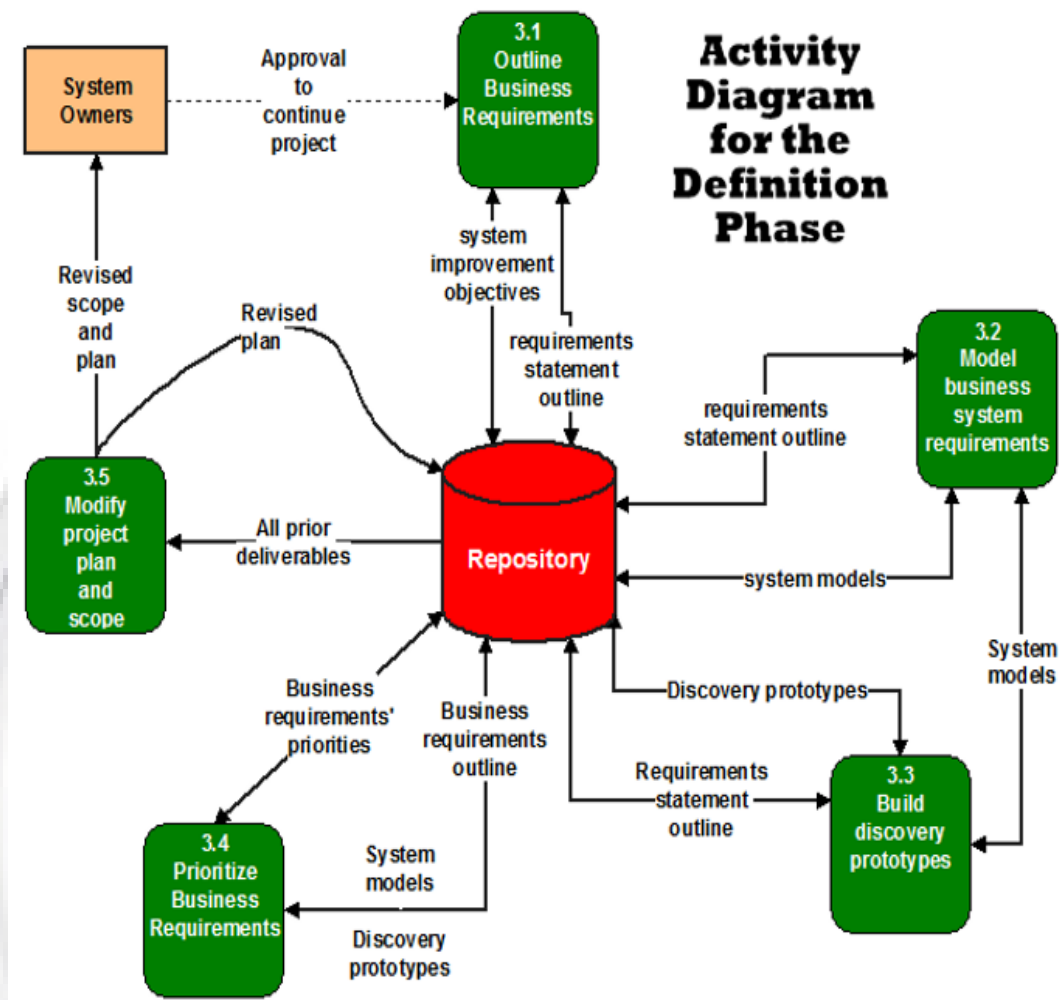 Activity
Diagram
for the
Definition
Phase
System
Owners
Approval
to
continue
project
3.1
Outline
Business
Requirements
system
improvement
objectives
requirements
statement
outline
Revised
scope
and
plan
Revised
plan
3.2
Model
business
system
requirements
requirements
statement outline
3.5
Modify
project
plan
and
scope
All prior
deliverables
Repository
system models
System
models
Discovery prototypes
Business
requirements'
priorities
Business
requirements
outline
Requirements
statement
outline
3.3
Build
discovery
prototypes
3.4
Prioritize
Business
Requirements
System
models
Discovery
prototypes